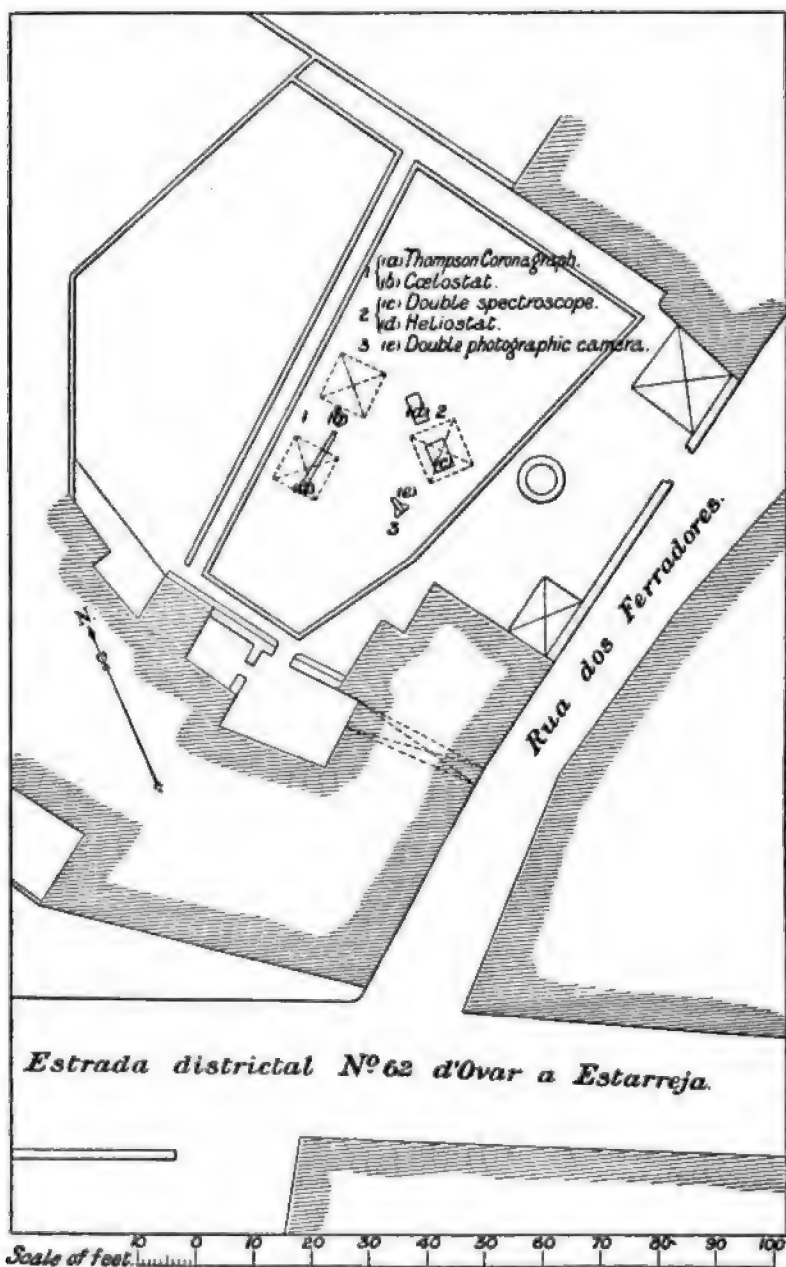 1 { (a) Thompson Coronagraph.
(b) Cœlostat.
2 { (c) Double spectroscope.
(d) Heliostat.
3 (e) Double photographic camera.
1 (b) (d) 2
(a) (c)
(e)
3
N.
Rua dos Ferradores.
Estrada districtal Nº 62 d'Ovar a Estarreja.
10 0 10 20 30 40 50 60 70 80 90 100
Scale of feet